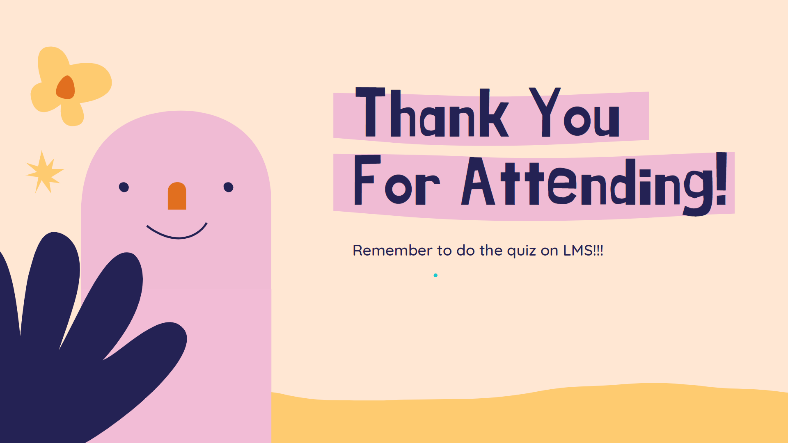 Thank You
For Attending!
Remember to do the quiz on LMS!!!